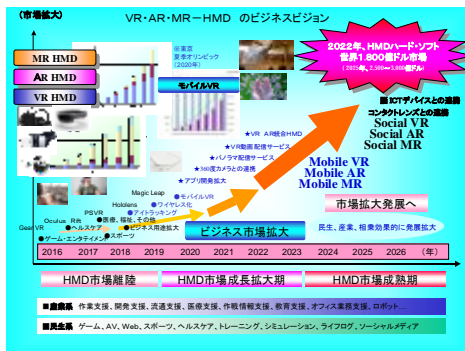 (市場拡大)
VR・AR・MR－HMD のビジネスビジョン
MR HMD
AR HMD
VR HMD
※東京
夏季オリンピック
(2020年)
モバイルVR
2022年、HMDハード・ソフト
世界1,800億ドル市場
(2025年、2,500～3,000億ドル)
■ICTデバイスとの連携
コンタクトレンズとの連携
Social VR
Social AR
Social MR
★VR AR統合HMD
★VR動画配信サービス
★パノラマ配信サービス
★360度カメラとの連携
★アプリ開発拡大
Mobile VR
Mobile AR
Mobile MR
Magic Leap
●モバイルVR
Hololens
●ワイヤレス化
PSVR
●アイトラッキング
Oculus Rift
●医療、福祉、その他
Gear VR
●ヘルスケア
●ビジネス用途拡大
●ゲーム・エンタテイメント
●スポーツ
ビジネス市場拡大
市場拡大発展へ
民生、産業、相乗効果的に発展拡大
2016 2017 2018 2019 2020 2021 2022 2023 2024 2025 2026 (年)
HMD市場離陸
HMD市場成長拡大期
HMD市場成熟期
■産業系 作業支援、開発支援、流通支援、医療支援、作戦情報支援、教育支援、オフィス業務支援、ロボット…
■民生系 ゲーム、AV、Web、スポーツ、ヘルスケア、トレーニング、シミュレーション、ライフログ、ソーシャルメディア